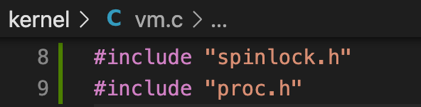 kernel > C vm.c > ...
8 #include "spinlock.h"
9 #include "proc.h"